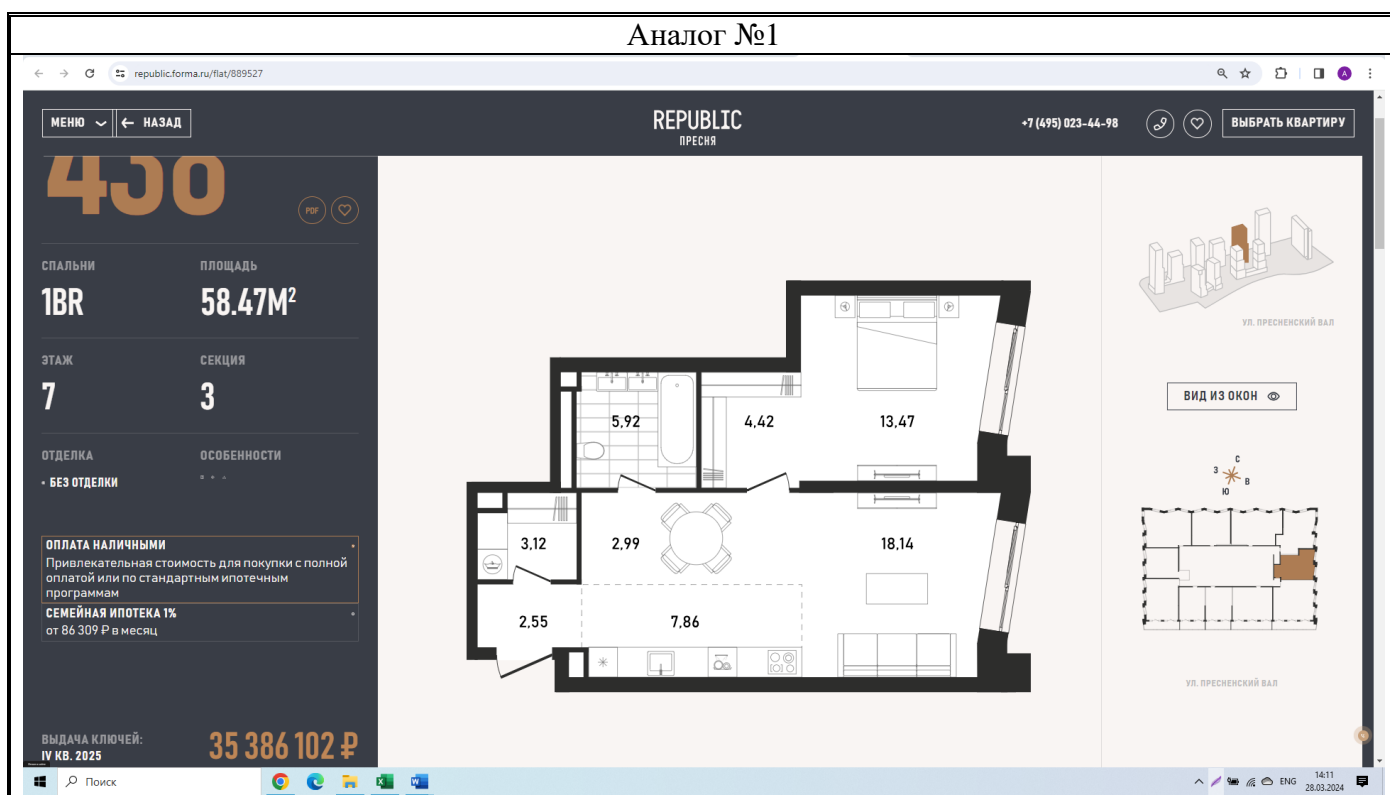 Аналог №1
republic.forma.ru/flat/889527
МЕНЮ
← НАЗАД
REPUBLIC
ПРЕСНЯ
+7 (495) 023-44-98
ВЫБРАТЬ КВАРТИРУ
438
PDF
СПАЛЬНИ
ПЛОЩАДЬ
1BR
58.47М²
ЭТАЖ
СЕКЦИЯ
7
3
ОТДЕЛКА
ОСОБЕННОСТИ
• БЕЗ ОТДЕЛКИ
ОПЛАТА НАЛИЧНЫМИ
Привлекательная стоимость для покупки с полной
оплатой или по стандартным ипотечным
программам
СЕМЕЙНАЯ ИПОТЕКА 1%
от 86 309 ₽ в месяц
ВЫДАЧА КЛЮЧЕЙ:
IV КВ. 2025
35 386 102 ₽
5,92
4,42
13,47
3,12
2,99
18,14
2,55
7,86
УЛ. ПРЕСНЕНСКИЙ ВАЛ
ВИД ИЗ ОКОН
С
З
В
Ю
УЛ. ПРЕСНЕНСКИЙ ВАЛ
Поиск
ENG
14:11
28.03.2024